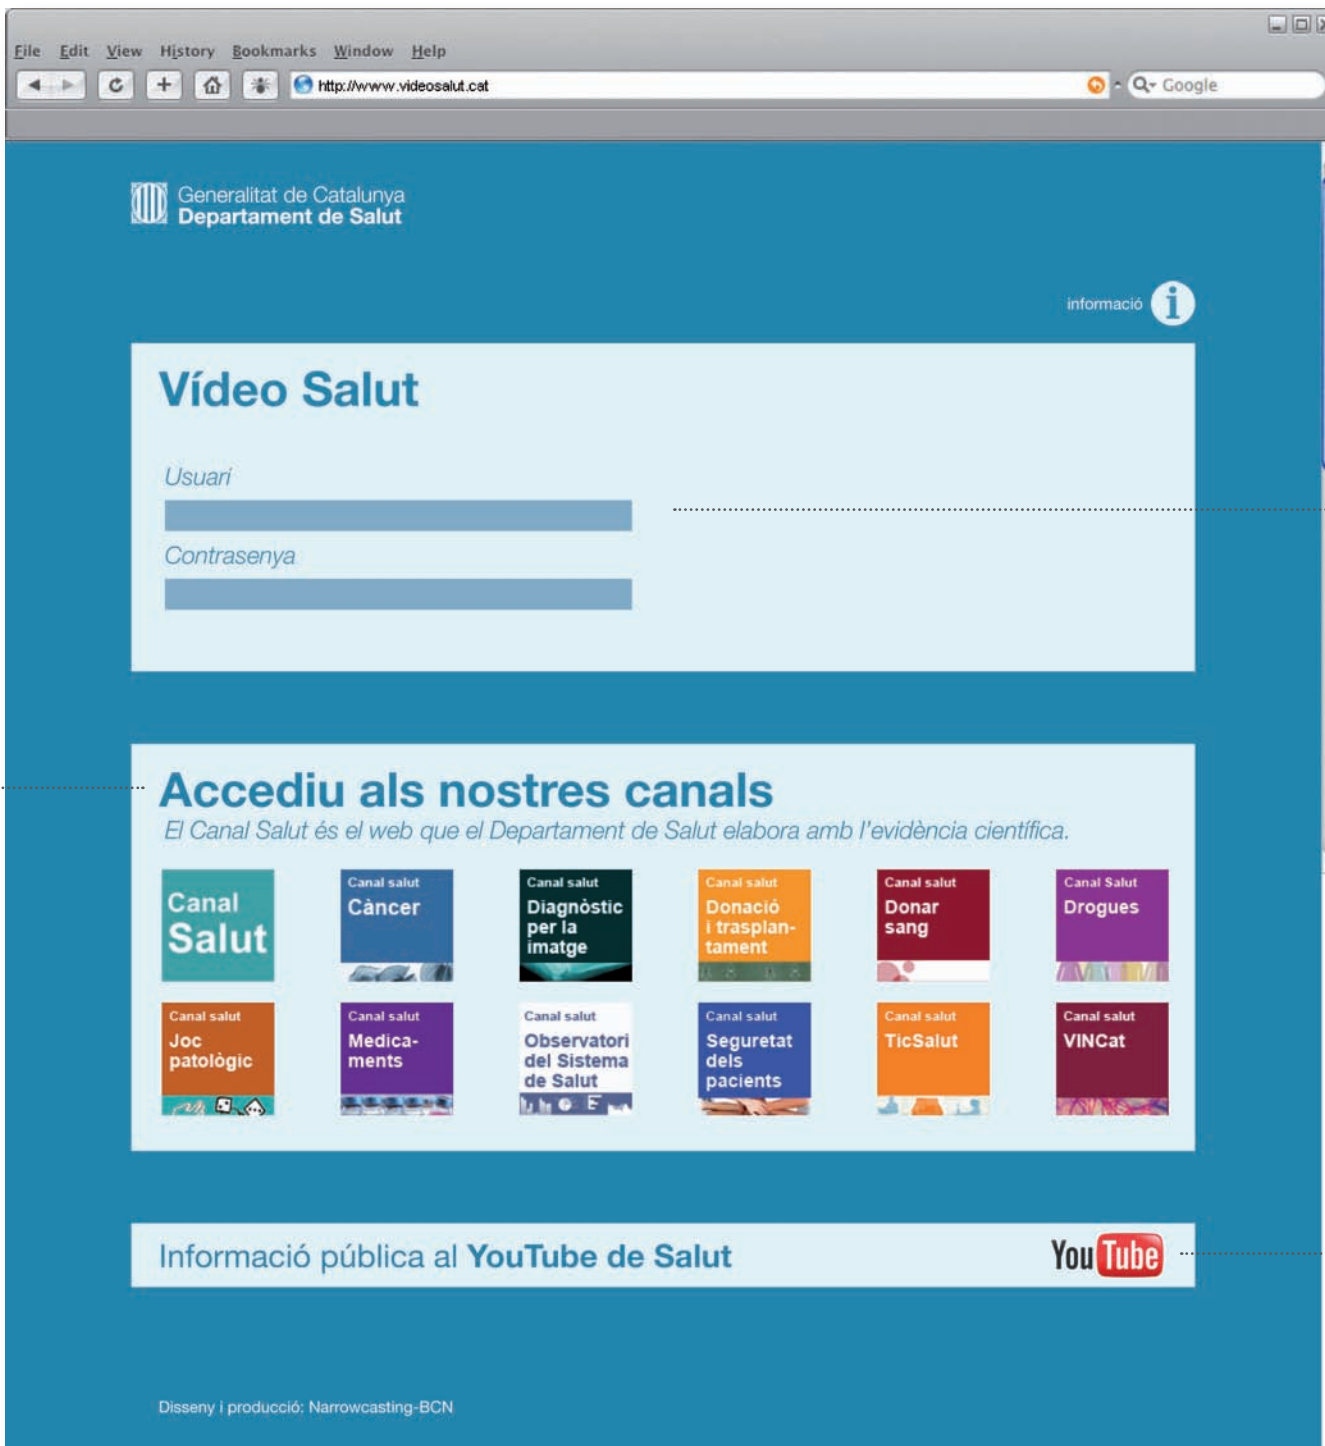 File Edit View History Bookmarks Window Help
http://www.videosalut.cat
Google
Generalitat de Catalunya
Departament de Salut
informació
i
Vídeo Salut
Usuari
Contrasenya
Accediu als nostres canals
El Canal Salut és el web que el Departament de Salut elabora amb l'evidència científica.
Canal
Salut
Canal salut
Càncer
Canal salut
Diagnòstic
per la
imatge
Canal salut
Donació
i trasplan-
tament
Canal salut
Donar
sang
Canal Salut
Drogues
Canal salut
Joc
patològic
Canal salut
Medica-
ments
Canal salut
Observatori
del Sistema
de Salut
Canal salut
Seguretat
dels
pacients
Canal salut
TicSalut
Canal salut
VINCat
Informació pública al YouTube de Salut
YouTube
Disseny i producció: Narrowcasting-BCN